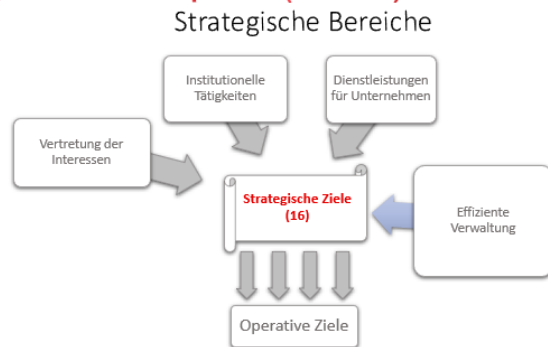 Strategische Bereiche
Institutionelle
Tätigkeiten
Dienstleistungen
für Unternehmen
Vertretung der
Interessen
Strategische Ziele
(16)
Effiziente
Verwaltung
Operative Ziele